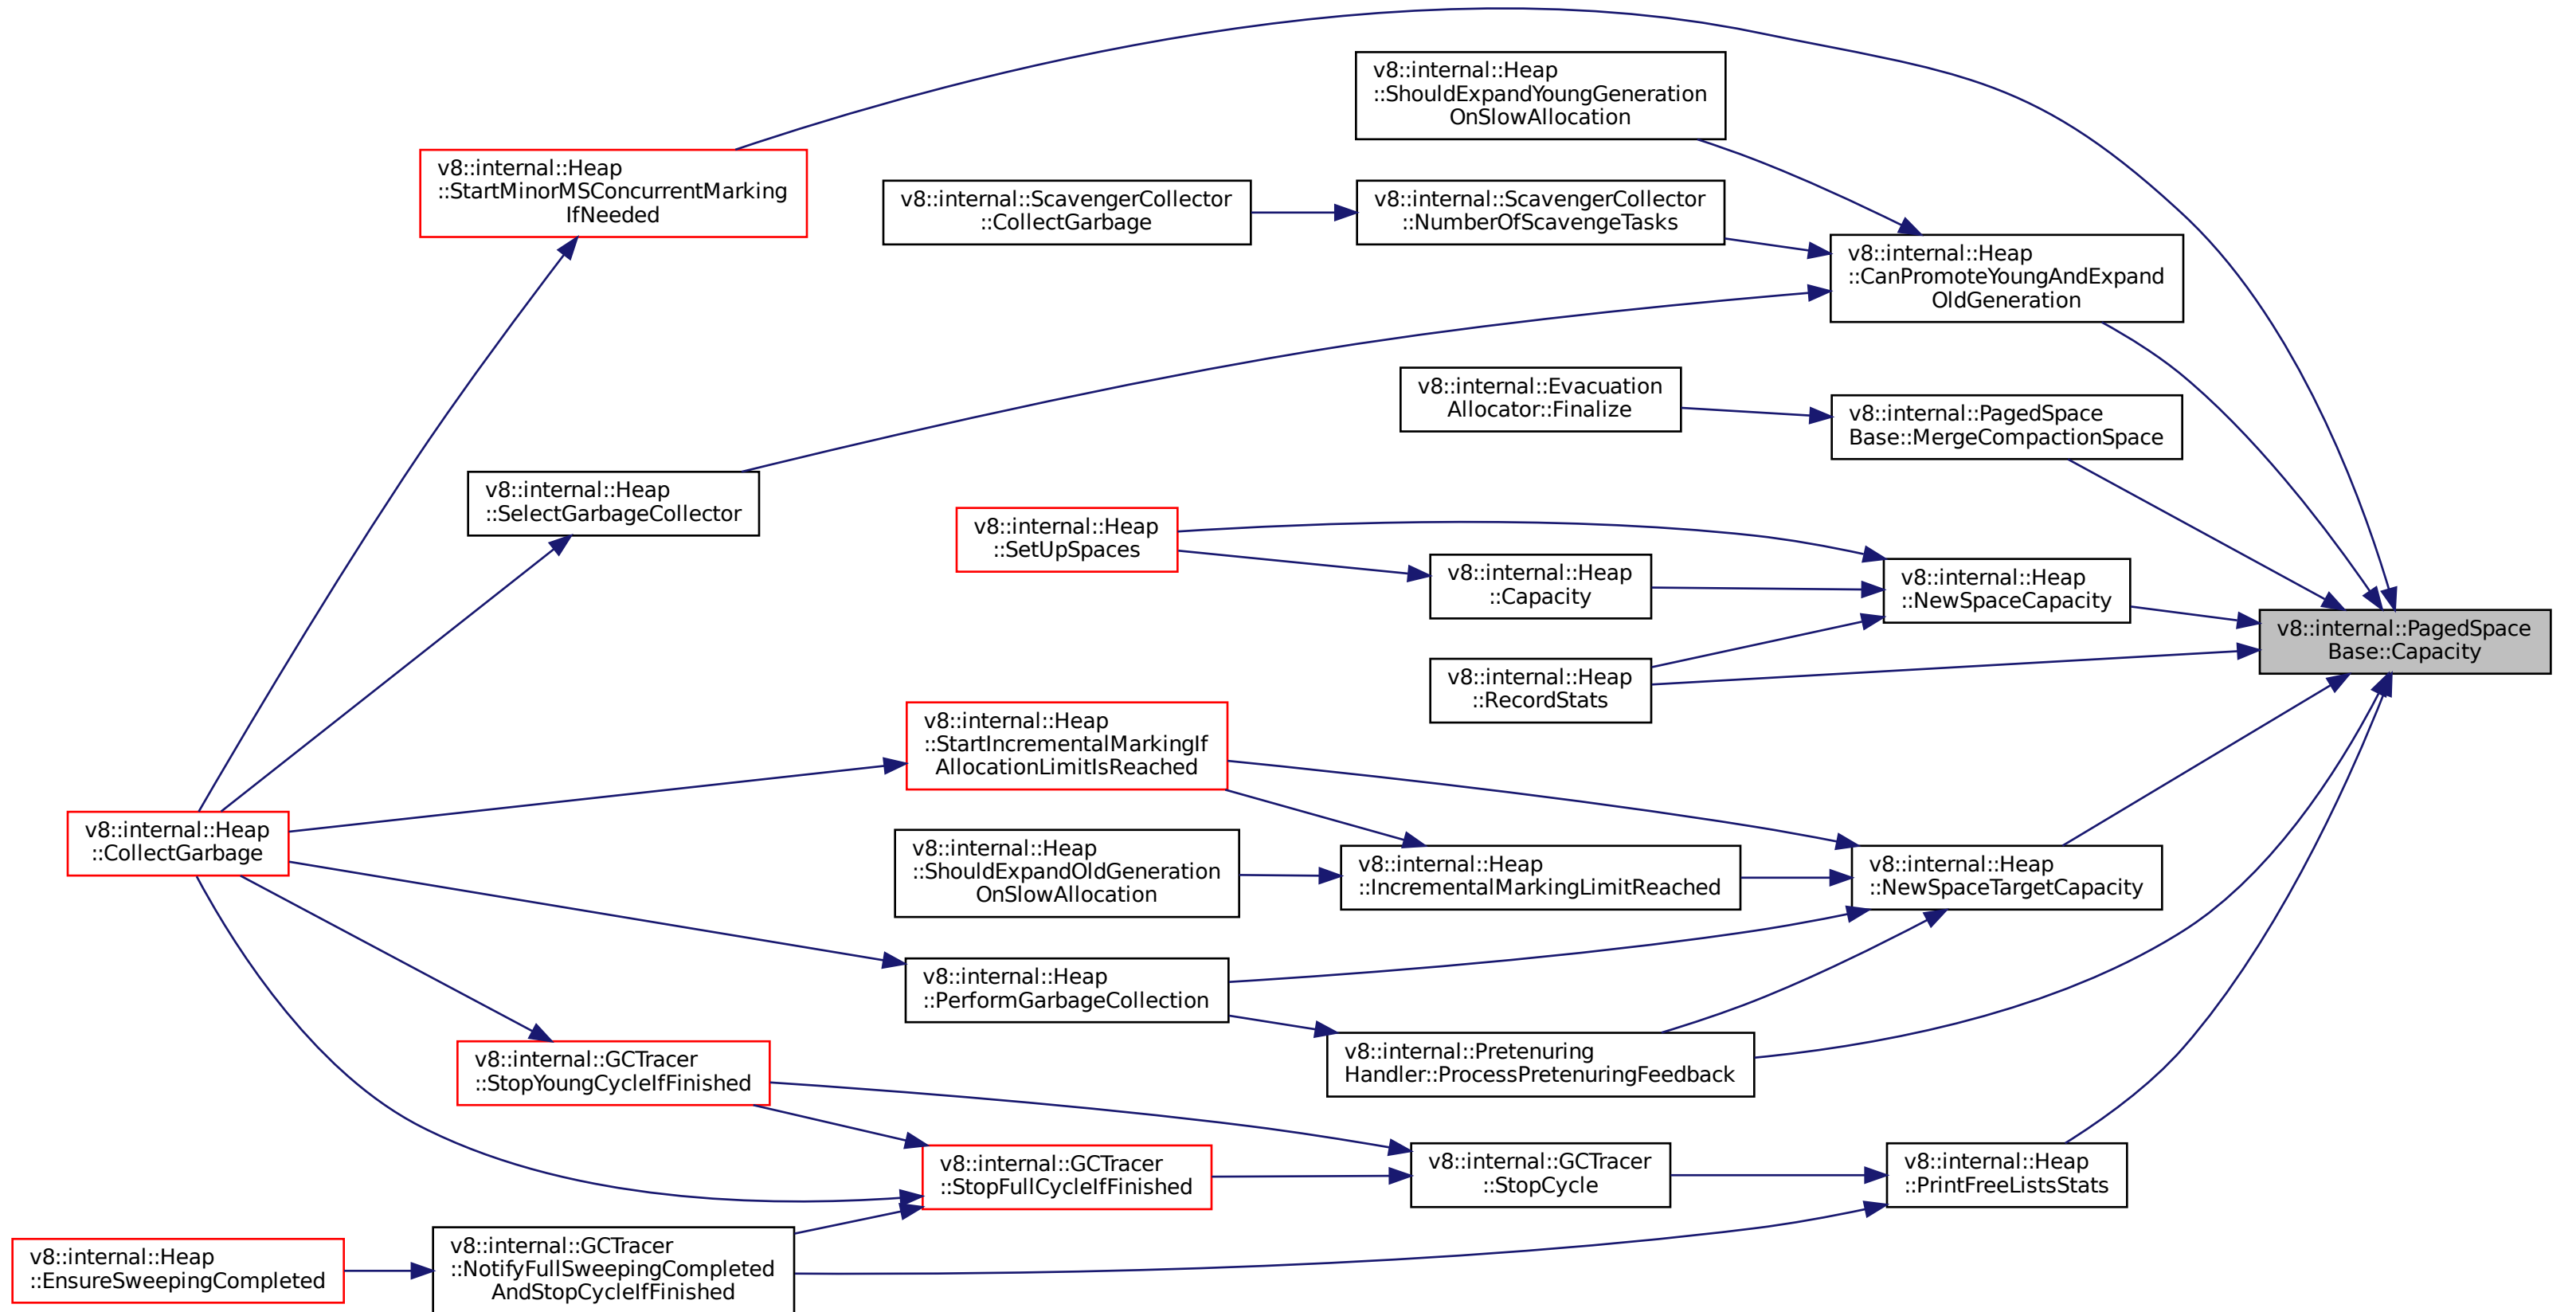 v8::internal::Heap
::ShouldExpandYoungGeneration
OnSlowAllocation
v8::internal::Heap
::StartMinorMSConcurrentMarking
IfNeeded
v8::internal::ScavengerCollector
::CollectGarbage
v8::internal::ScavengerCollector
::NumberOfScavengeTasks
v8::internal::Heap
::CanPromoteYoungAndExpand
OldGeneration
v8::internal::Evacuation
Allocator::Finalize
v8::internal::PagedSpace
Base::MergeCompactionSpace
v8::internal::Heap
::SelectGarbageCollector
v8::internal::Heap
::SetUpSpaces
v8::internal::Heap
::Capacity
v8::internal::Heap
::NewSpaceCapacity
v8::internal::PagedSpace
Base::Capacity
v8::internal::Heap
::RecordStats
v8::internal::Heap
::StartIncrementalMarkingIf
AllocationLimitIsReached
v8::internal::Heap
::CollectGarbage
v8::internal::Heap
::ShouldExpandOldGeneration
OnSlowAllocation
v8::internal::Heap
::IncrementalMarkingLimitReached
v8::internal::Heap
::NewSpaceTargetCapacity
v8::internal::Heap
::PerformGarbageCollection
v8::internal::Pretenuring
Handler::ProcessPretenuringFeedback
v8::internal::GCTracer
::StopYoungCycleIfFinished
v8::internal::GCTracer
::StopFullCycleIfFinished
v8::internal::GCTracer
::StopCycle
v8::internal::Heap
::PrintFreeListsStats
v8::internal::Heap
::EnsureSweepingCompleted
v8::internal::GCTracer
::NotifyFullSweepingCompleted
AndStopCycleIfFinished